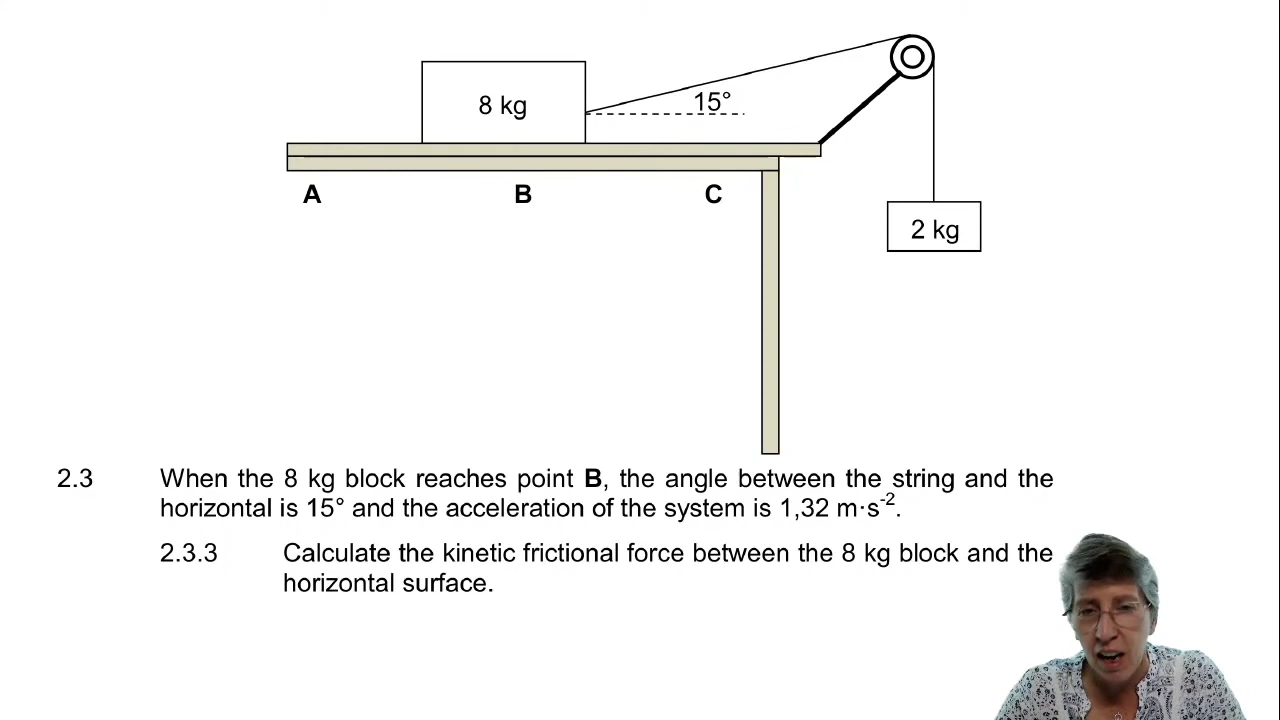 8 kg
15°
A
B
C
2 kg
2.3 When the 8 kg block reaches point B, the angle between the string and the
horizontal is 15° and the acceleration of the system is 1,32 m·s⁻².
2.3.3 Calculate the kinetic frictional force between the 8 kg block and the
horizontal surface.